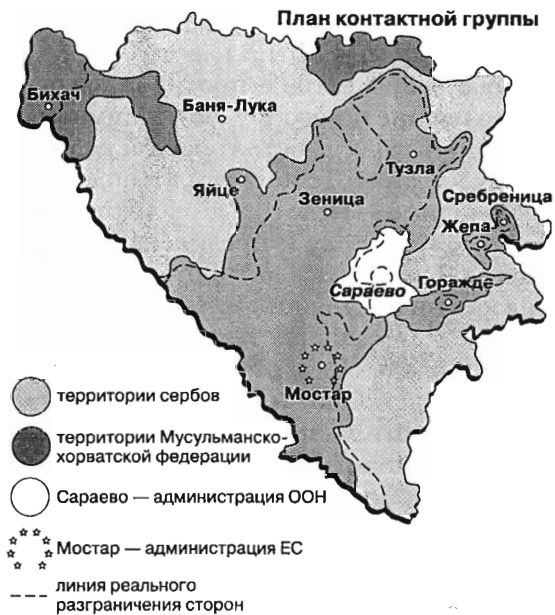 План контактной группы
Бихач
Баня-Лука
Яйце
Зеница
Тузла
Сребреница
Жепа
Горажде
Сараево
Мостар
территории сербов
территории Мусульманско-
хорватской федерации
Сараево — администрация ООН
Мостар — администрация ЕС
линия реального
разграничения сторон